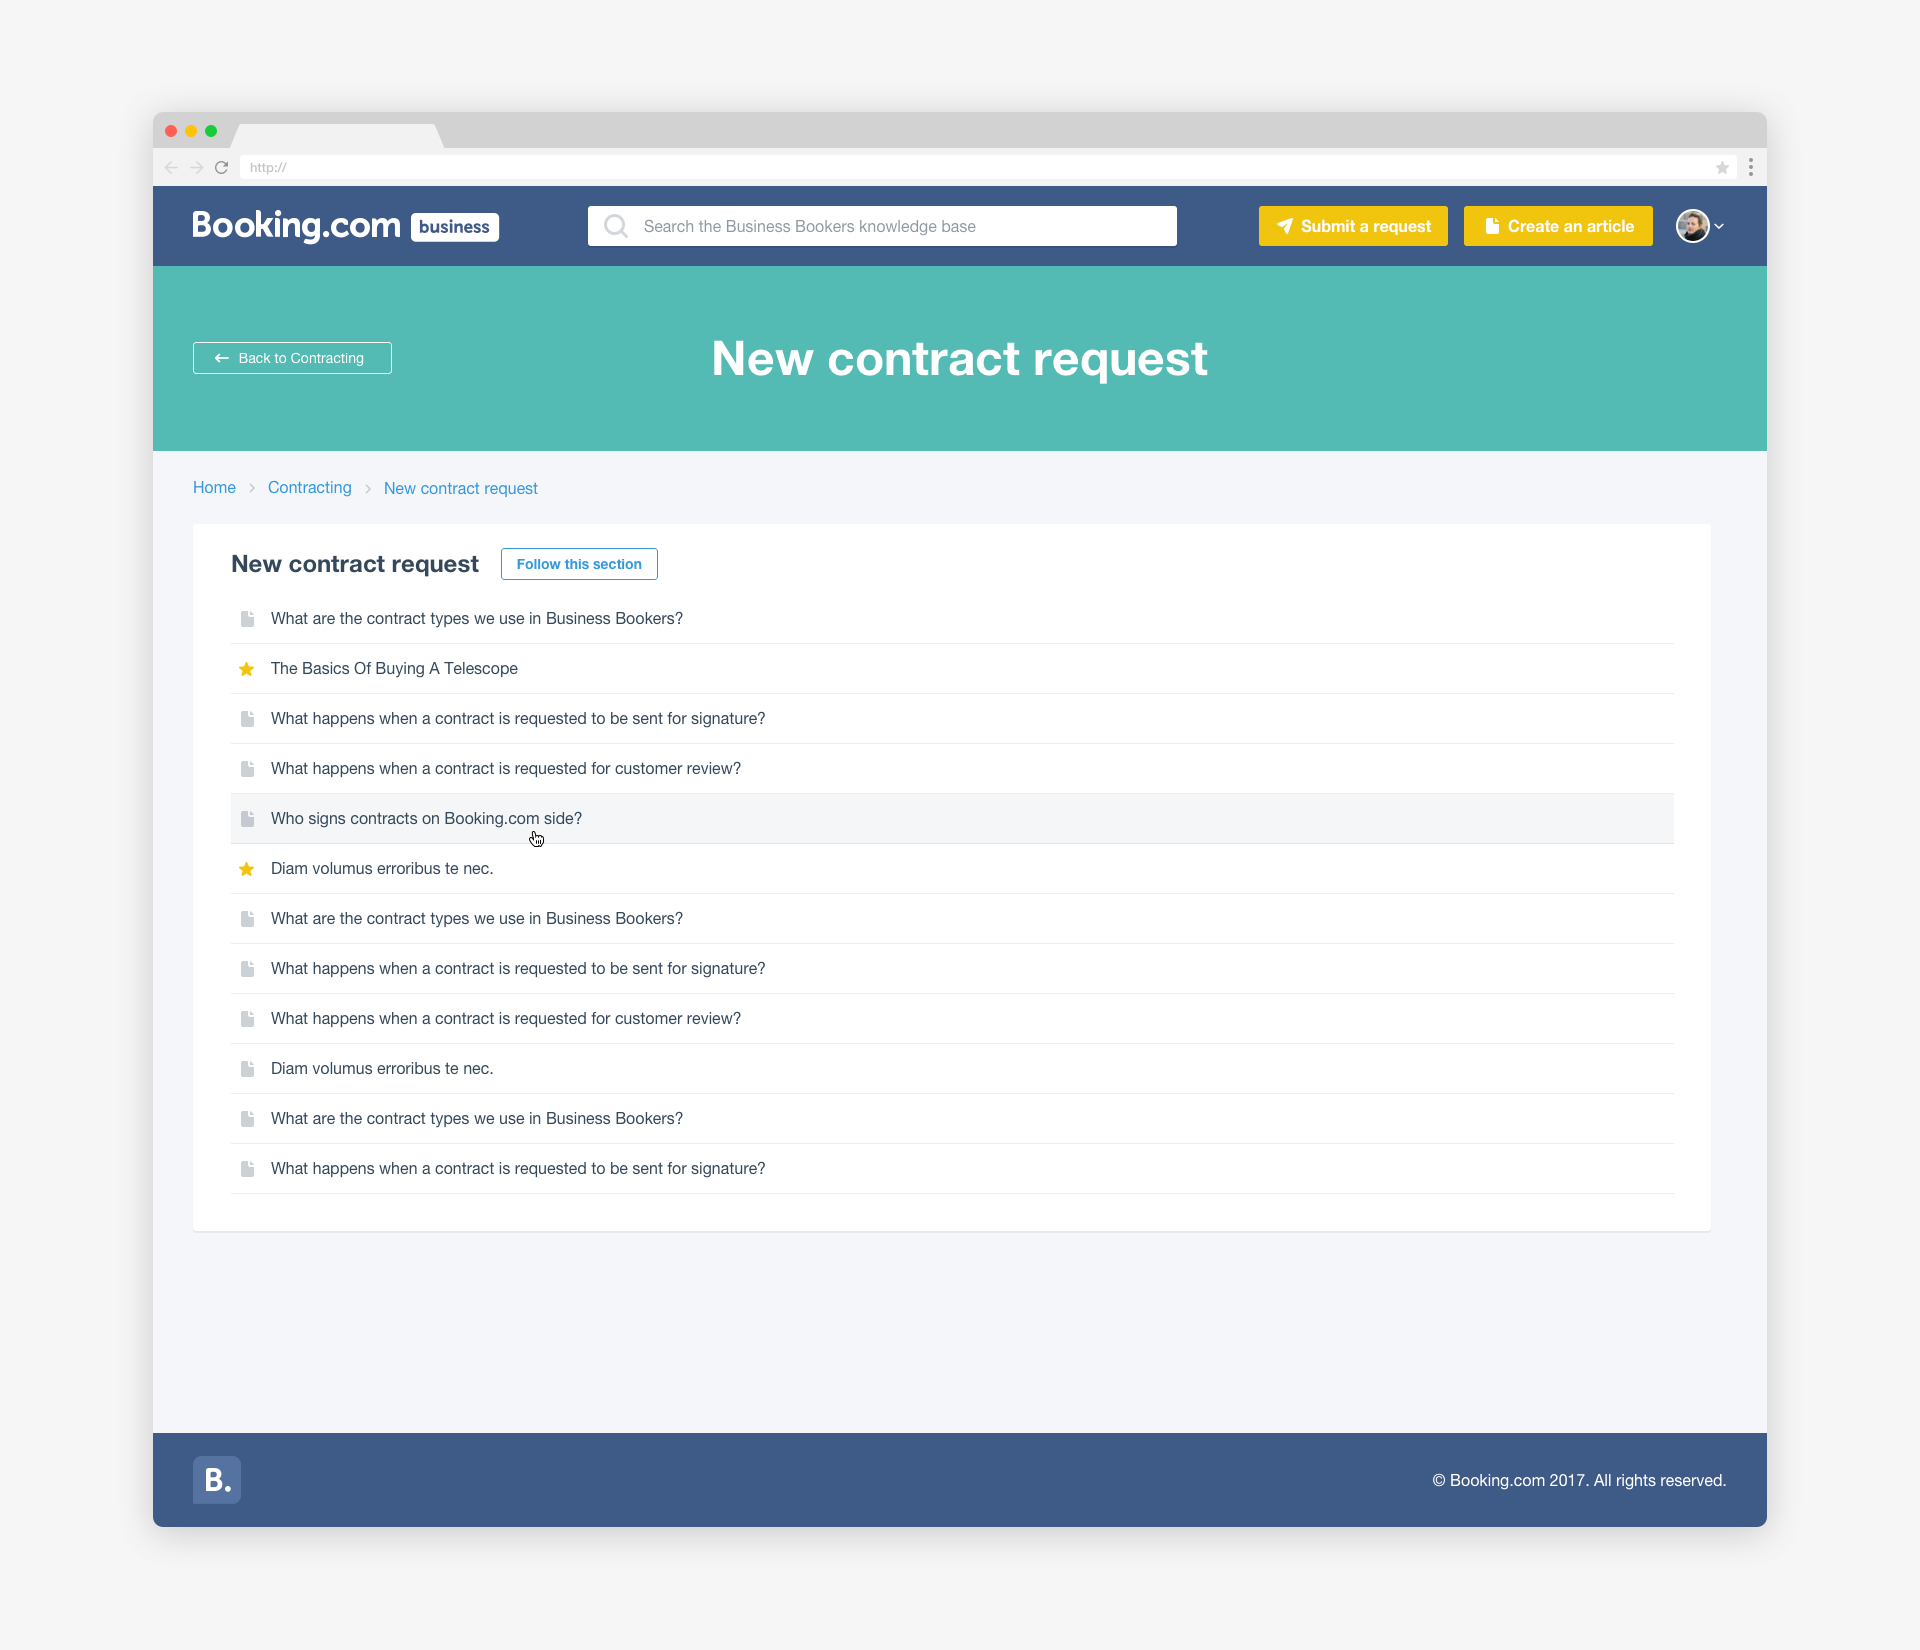 http://
Booking.com business
Search the Business Bookers knowledge base
Submit a request
Create an article
Back to Contracting
New contract request
Home
Contracting
New contract request
New contract request
Follow this section
What are the contract types we use in Business Bookers?
The Basics Of Buying A Telescope
What happens when a contract is requested to be sent for signature?
What happens when a contract is requested for customer review?
Who signs contracts on Booking.com side?
Diam volumus erroribus te nec.
What are the contract types we use in Business Bookers?
What happens when a contract is requested to be sent for signature?
What happens when a contract is requested for customer review?
Diam volumus erroribus te nec.
What are the contract types we use in Business Bookers?
What happens when a contract is requested to be sent for signature?
B.
© Booking.com 2017. All rights reserved.